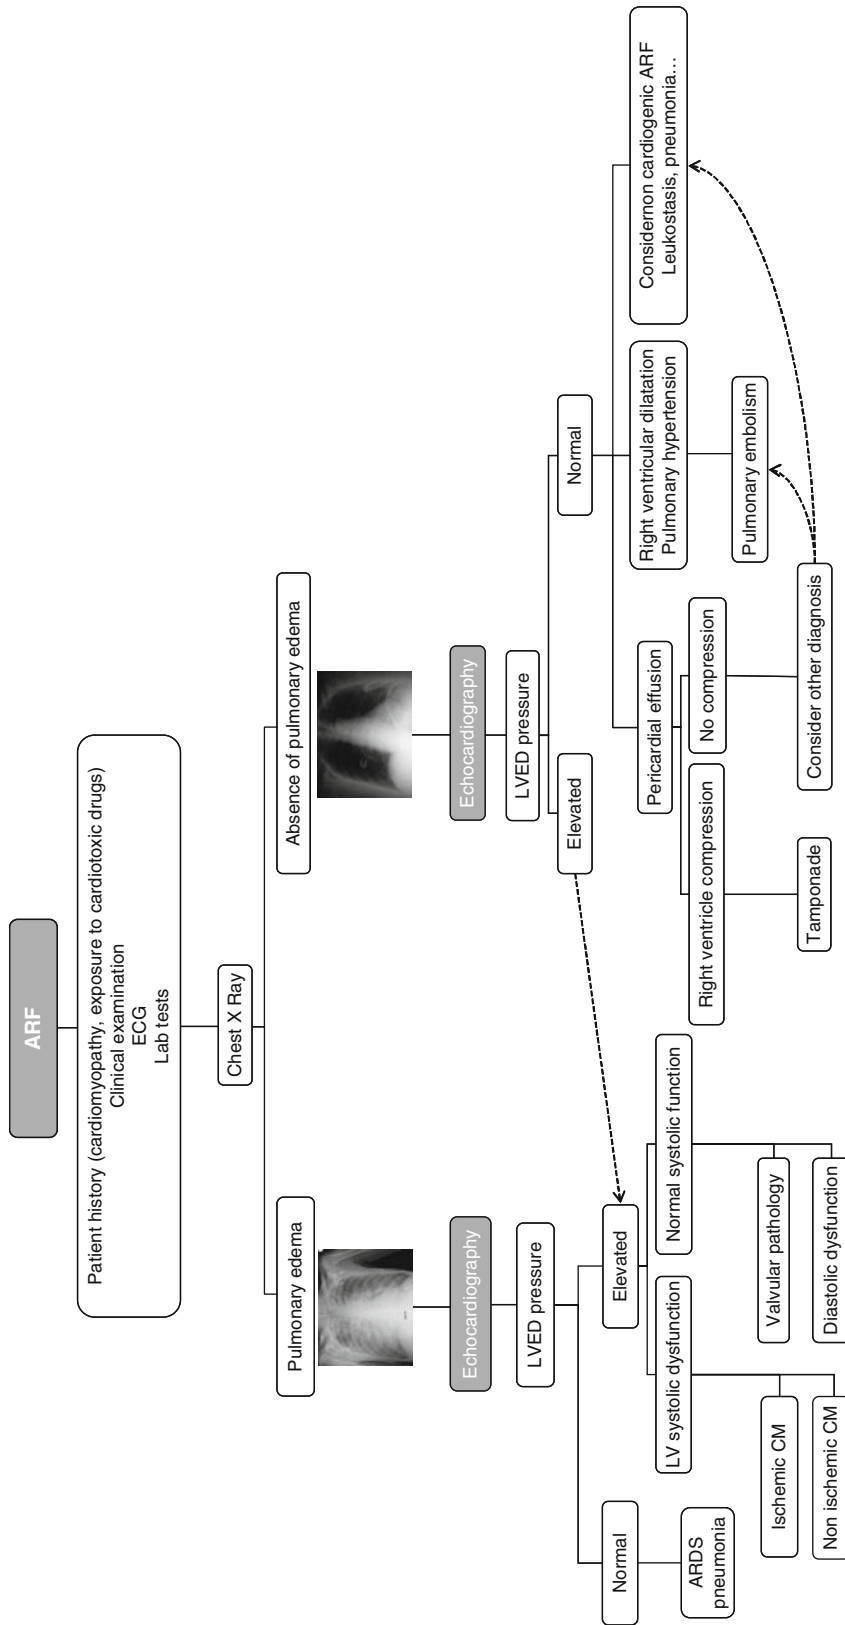 ARF
Patient history (cardiomyopathy, exposure to cardiotoxic drugs)
Clinical examination
ECG
Lab tests
Chest X Ray
Pulmonary edema
Absence of pulmonary edema
Echocardiography
Echocardiography
LVED pressure
LVED pressure
Normal
Elevated
Elevated
Normal
ARDS
pneumonia
LV systolic dysfunction
Normal systolic function
Ischemic CM
Non ischemic CM
Valvular pathology
Diastolic dysfunction
Pericardial effusion
Right ventricular dilatation
Pulmonary hypertension
Considernon cardiogenic ARF
Leukostasis, pneumonia...
Right ventricle compression
No compression
Pulmonary embolism
Tamponade
Consider other diagnosis